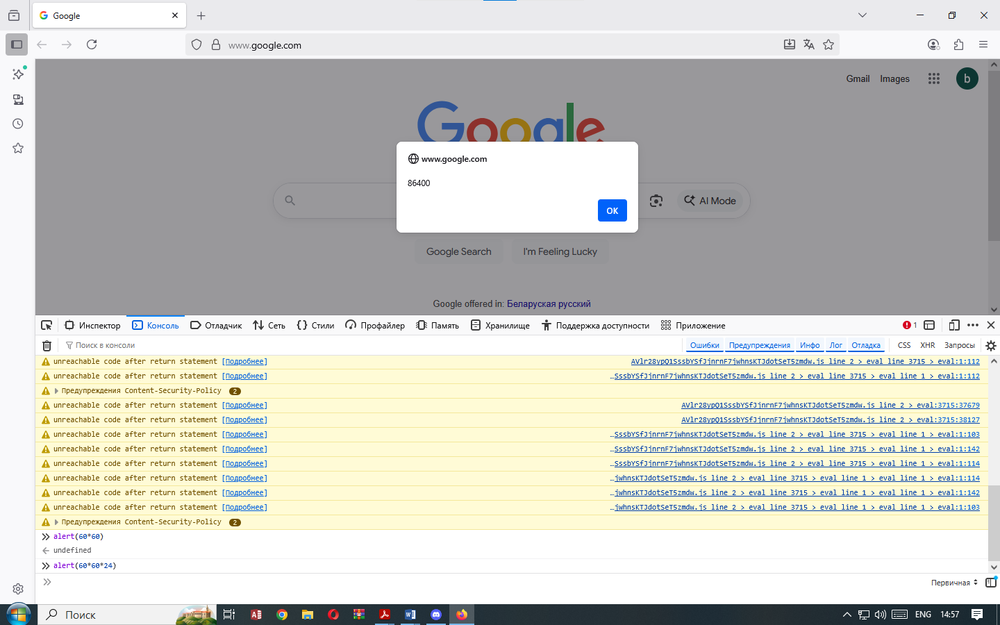 Google
www.google.com
Gmail Images b
Google
www.google.com
86400
OK
AI Mode
Google Search I'm Feeling Lucky
Google offered in: Беларуская русский
Инспектор Консоль Отладчик Сеть Стили Профайлер Память Хранилище Поддержка доступности Приложение 1
Поиск в консоли Ошибки Предупреждения Инфо Лог Отладка CSS XHR Запросы
unreachable code after return statement [Подробнее] AVlr28ypQ1SssbYSfJjnrnF7jwhnsKTJdotSeT5zmdw.js line 2 > eval line 3715 > eval:1:112
unreachable code after return statement [Подробнее] …SssbYSfJjnrnF7jwhnsKTJdotSeT5zmdw.js line 2 > eval line 3715 > eval line 1 > eval:1:112
Предупреждения Content-Security-Policy 2
unreachable code after return statement [Подробнее] AVlr28ypQ1SssbYSfJjnrnF7jwhnsKTJdotSeT5zmdw.js line 2 > eval:3715:37679
unreachable code after return statement [Подробнее] AVlr28ypQ1SssbYSfJjnrnF7jwhnsKTJdotSeT5zmdw.js line 2 > eval:3715:38127
unreachable code after return statement [Подробнее] …SssbYSfJjnrnF7jwhnsKTJdotSeT5zmdw.js line 2 > eval line 3715 > eval line 1 > eval:1:103
unreachable code after return statement [Подробнее] …SssbYSfJjnrnF7jwhnsKTJdotSeT5zmdw.js line 2 > eval line 3715 > eval line 1 > eval:1:142
unreachable code after return statement [Подробнее] …SssbYSfJjnrnF7jwhnsKTJdotSeT5zmdw.js line 2 > eval line 3715 > eval line 1 > eval:1:114
unreachable code after return statement [Подробнее] …jwhnsKTJdotSeT5zmdw.js line 2 > eval line 3715 > eval line 1 > eval line 1 > eval:1:114
unreachable code after return statement [Подробнее] …jwhnsKTJdotSeT5zmdw.js line 2 > eval line 3715 > eval line 1 > eval line 1 > eval:1:142
unreachable code after return statement [Подробнее] …jwhnsKTJdotSeT5zmdw.js line 2 > eval line 3715 > eval line 1 > eval line 1 > eval:1:103
Предупреждения Content-Security-Policy 2
alert(60*60)
undefined
alert(60*60*24)
Первичная
Поиск ENG 14:57